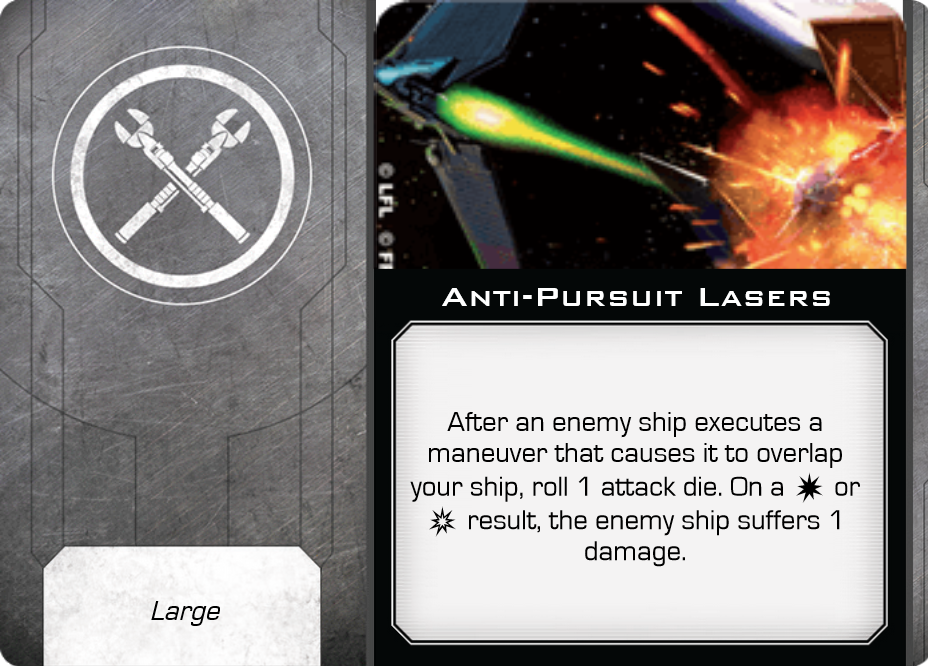 © LFL © FF
Anti-Pursuit Lasers
After an enemy ship executes a
maneuver that causes it to overlap
your ship, roll 1 attack die. On a or
result, the enemy ship suffers 1
damage.
Large